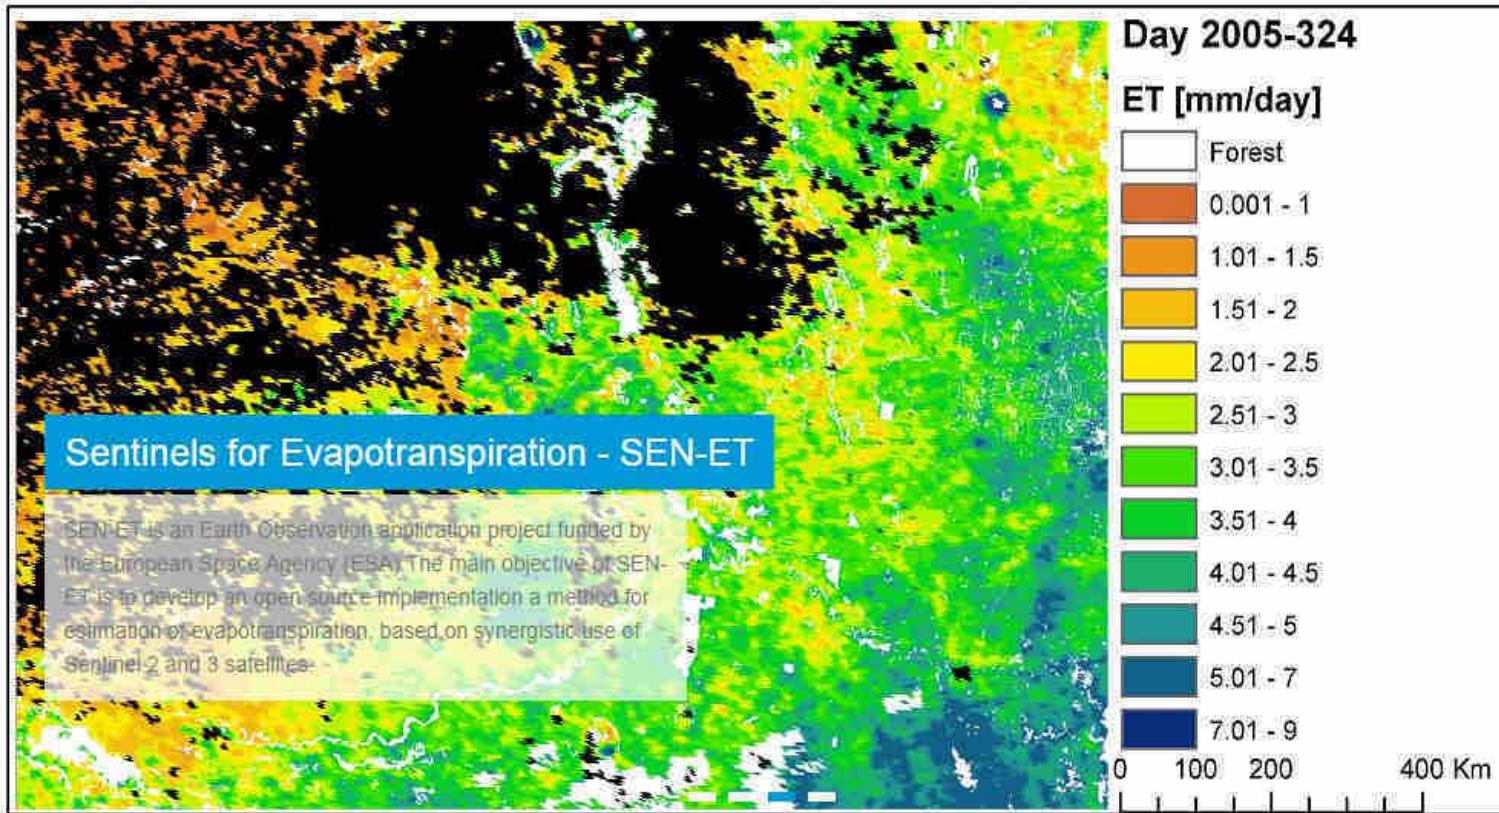 Day 2005-324
ET [mm/day]
Forest
0.001 - 1
1.01 - 1.5
1.51 - 2
2.01 - 2.5
2.51 - 3
3.01 - 3.5
3.51 - 4
4.01 - 4.5
4.51 - 5
5.01 - 7
7.01 - 9
0 100 200 400 Km
Sentinels for Evapotranspiration - SEN-ET
SEN-ET is an Earth Observation application project funded by
the European Space Agency (ESA) The main objective of SEN-
ET is to develop an open source implementation a method for
estimation of evapotranspiration, based on synergistic use of
Sentinel 2 and 3 satellites